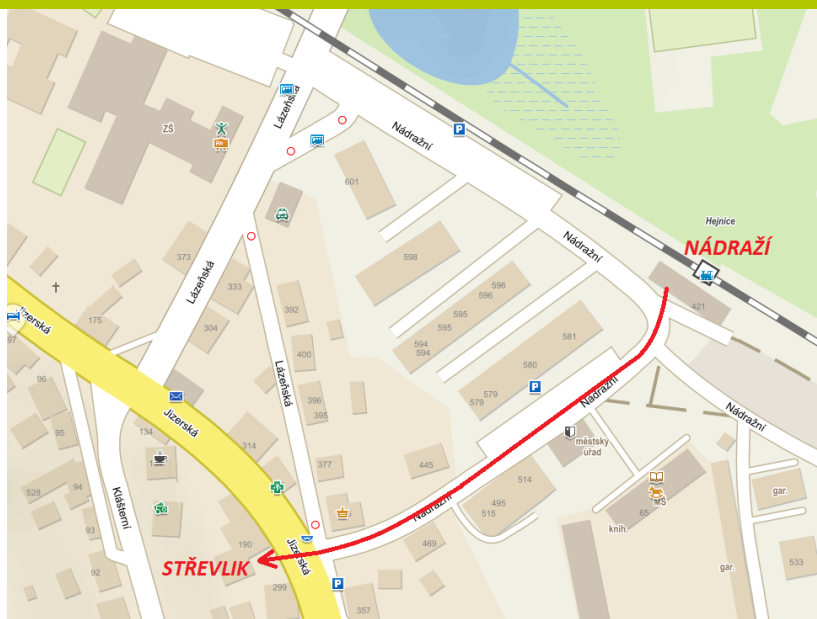 Lázeňská
Nádražní
ZŠ
601
Hejnice
NÁDRAŽÍ
Nádražní
373
598
333
Lázeňská
596
596
421
392
595
595
175
304
581
Jizerská
97
594
594
400
580
Lázeňská
96
396
395
579
579
Nádražní
Nádražní
Jizerská
134
městský
úřad
95
314
377
445
514
528
94
Klášterní
495
515
MŠ
gar.
65
93
Nádražní
knih.
190
Jizerská
469
533
STŘEVLIK
92
gar.
299
357